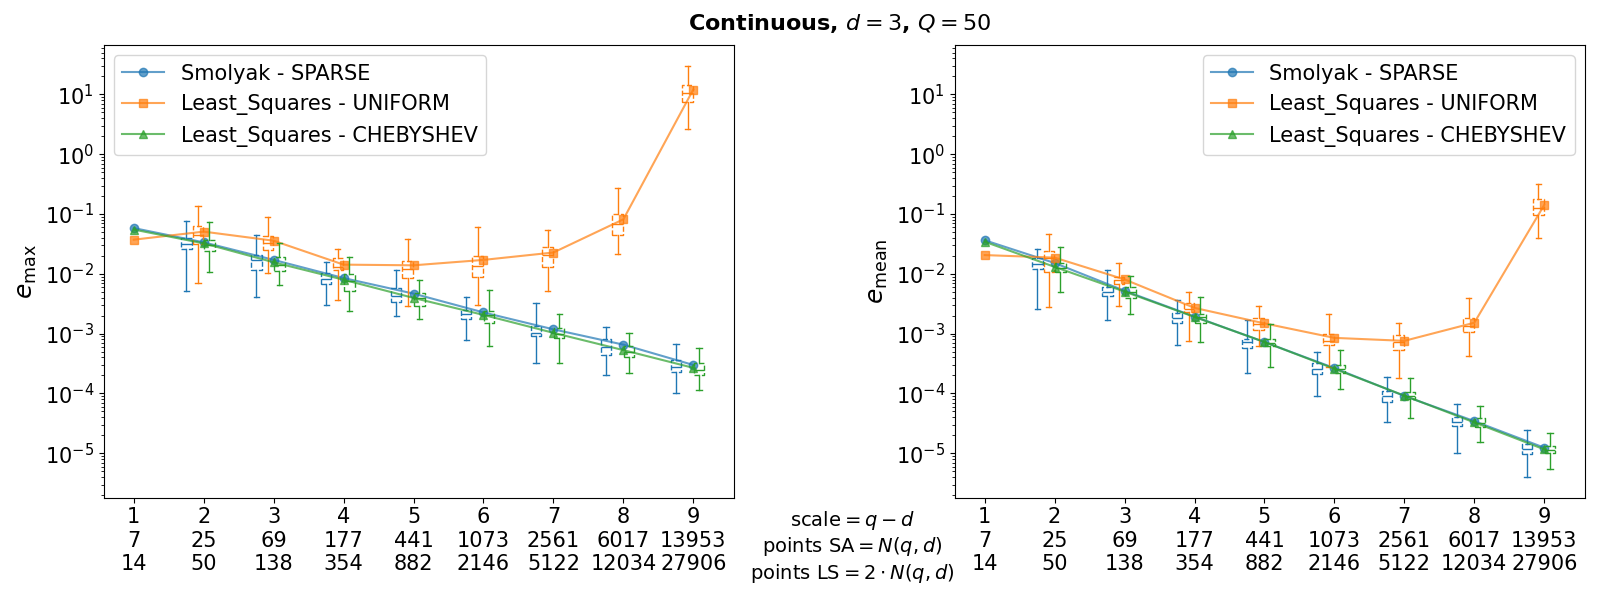 Continuous, d = 3, Q = 50
Smolyak - SPARSE
Least_Squares - UNIFORM
Least_Squares - CHEBYSHEV
10^1
10^0
10^-1
10^-2
10^-3
10^-4
10^-5
e_max
1 2 3 4 5 6 7 8 9
7 25 69 177 441 1073 2561 6017 13953
14 50 138 354 882 2146 5122 12034 27906
scale = q − d
points SA = N(q, d)
points LS = 2 · N(q, d)
Smolyak - SPARSE
Least_Squares - UNIFORM
Least_Squares - CHEBYSHEV
10^1
10^0
10^-1
10^-2
10^-3
10^-4
10^-5
e_mean
1 2 3 4 5 6 7 8 9
7 25 69 177 441 1073 2561 6017 13953
14 50 138 354 882 2146 5122 12034 27906